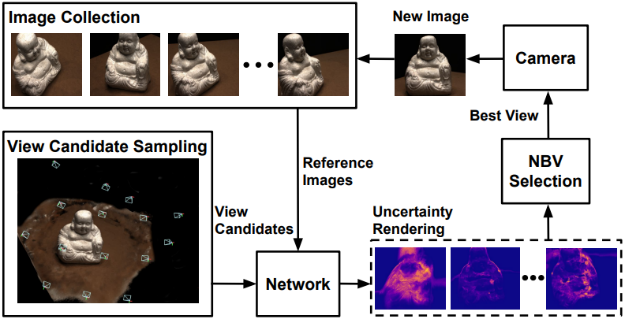 Image Collection
New Image
Camera
Best View
NBV
Selection
View Candidate Sampling
Reference
Images
View
Candidates
Uncertainty
Rendering
Network